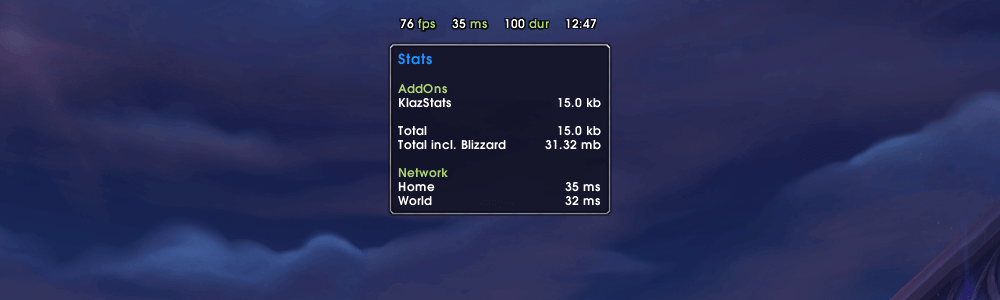 76 fps 35 ms 100 dur 12:47
Stats
AddOns
KlazStats 15.0 kb
Total 15.0 kb
Total incl. Blizzard 31.32 mb
Network
Home 35 ms
World 32 ms